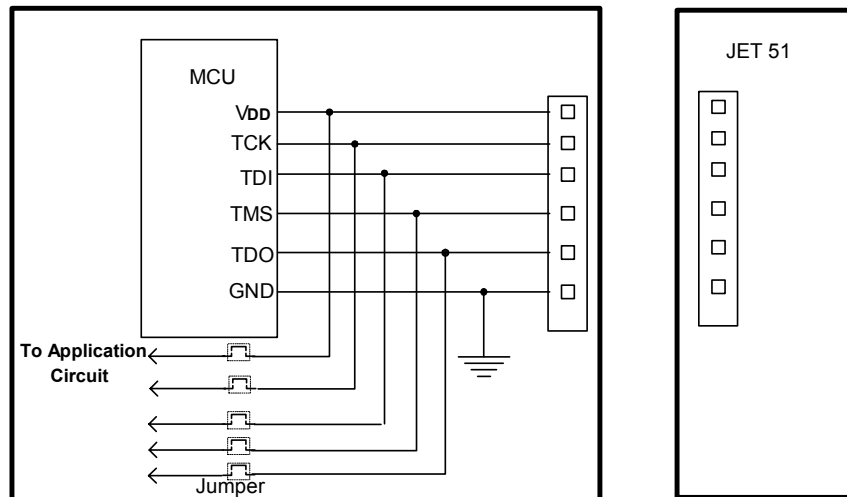 MCU
VDD
TCK
TDI
TMS
TDO
GND
To Application
Circuit
Jumper
JET 51